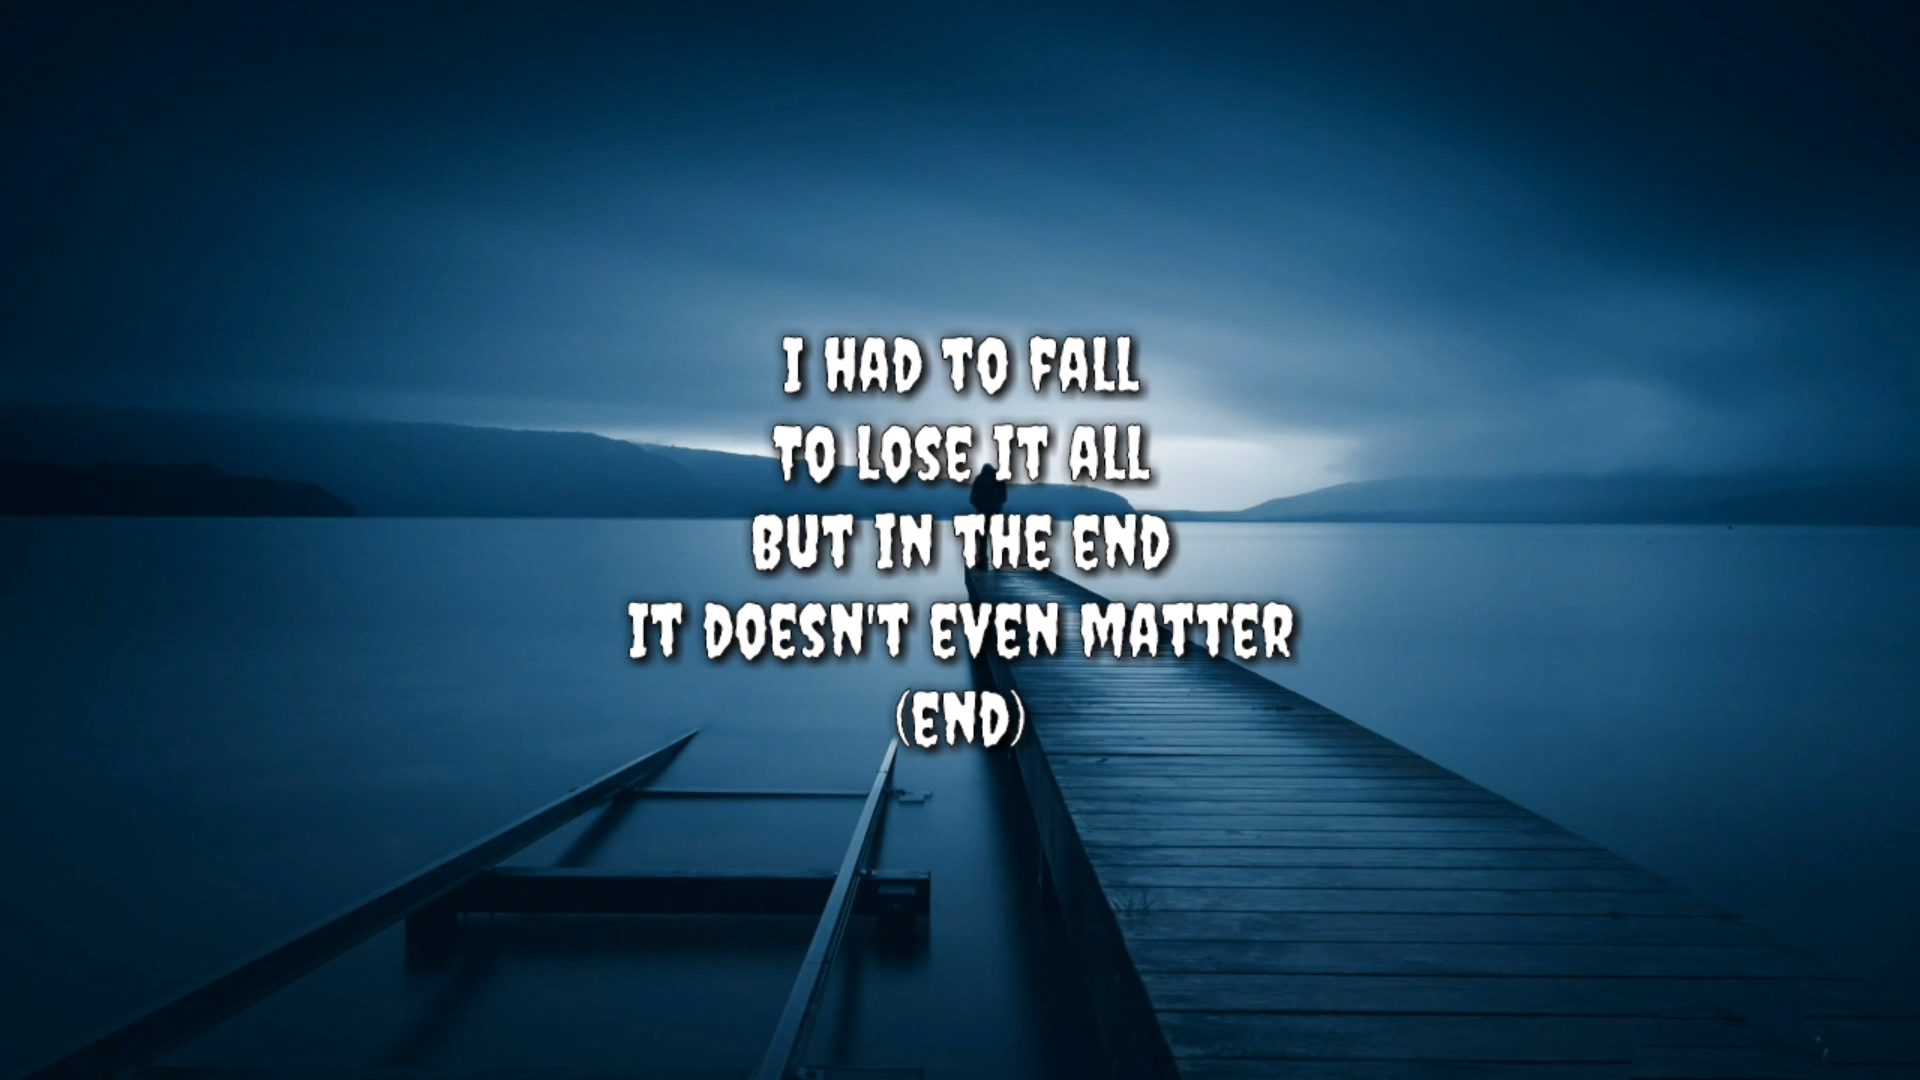 I HAD TO FALL
TO LOSE IT ALL
BUT IN THE END
IT DOESN'T EVEN MATTER
(END)